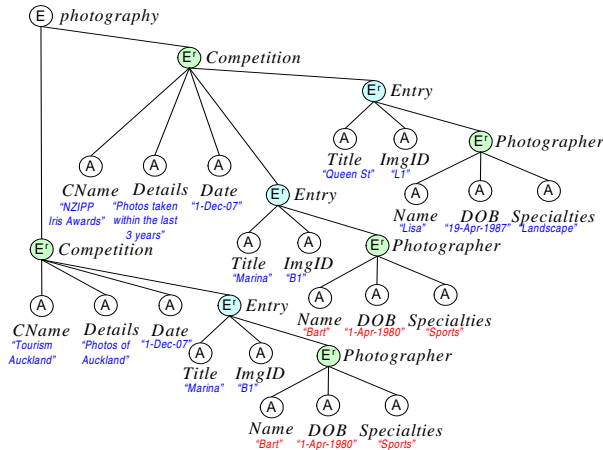 E photography
Eʳ Competition
Eʳ Entry
A A
Title ImgID
"Queen St" "L1"
Eʳ Photographer
A A A
Name DOB Specialties
"Lisa" "19-Apr-1987" "Landscape"
A A A
CName Details Date
"NZIPP "Photos taken "1-Dec-07"
Iris Awards" within the last
3 years"
Eʳ Entry
A A
Title ImgID
"Marina" "B1"
Eʳ Photographer
A A A
Name DOB Specialties
"Bart" "1-Apr-1980" "Sports"
Eʳ Competition
A A A
CName Details Date
"Tourism "Photos of "1-Dec-07"
Auckland" Auckland"
Eʳ Entry
A A
Title ImgID
"Marina" "B1"
Eʳ Photographer
A A A
Name DOB Specialties
"Bart" "1-Apr-1980" "Sports"